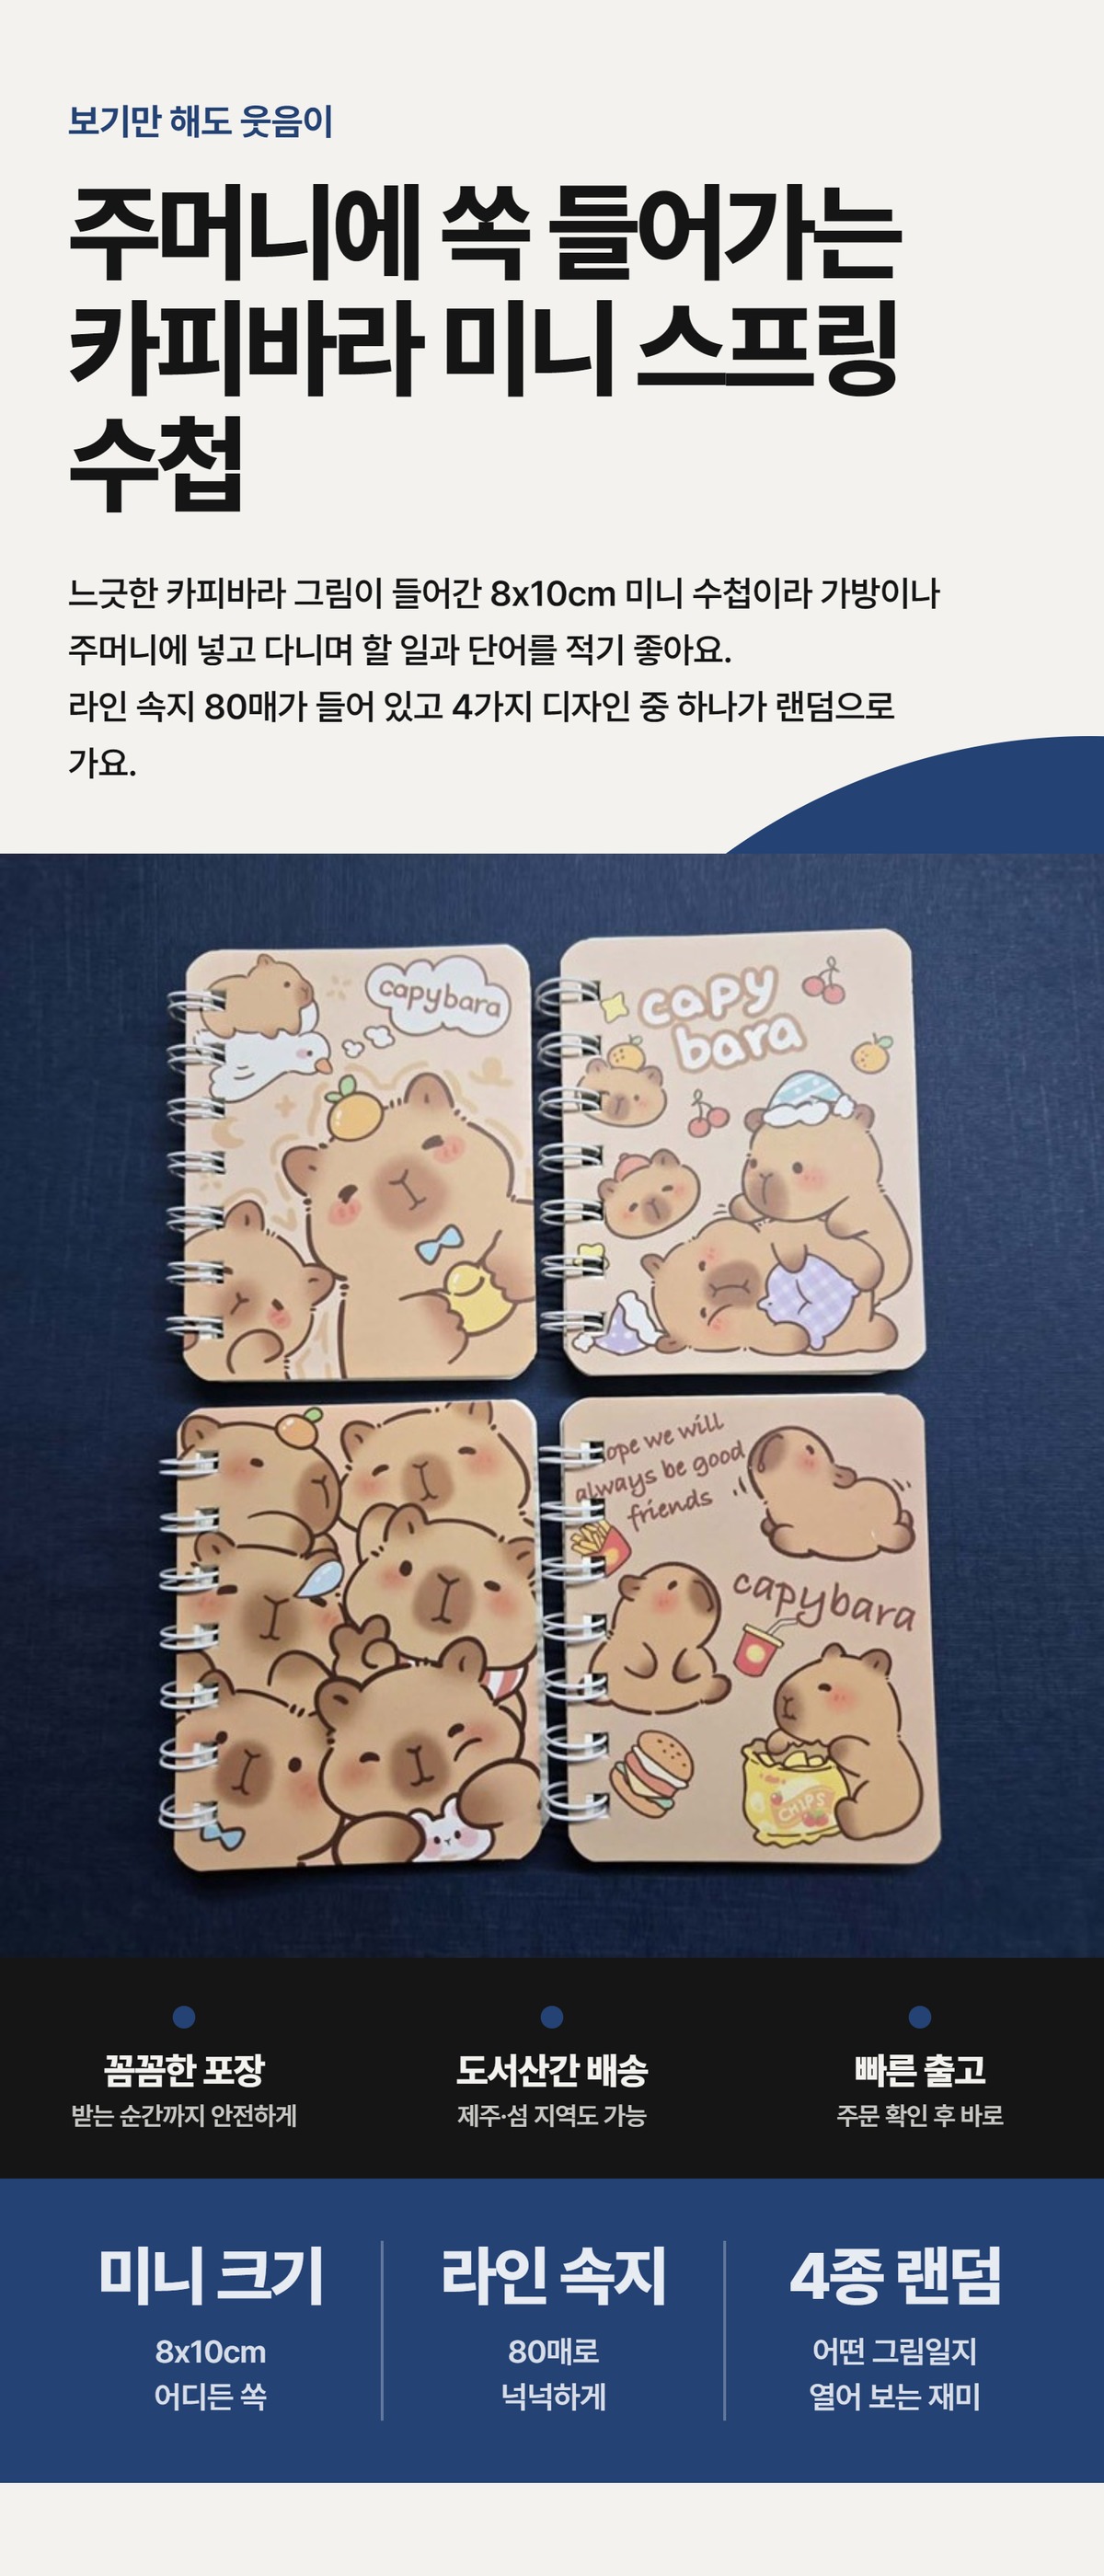 보기만 해도 웃음이
주머니에 쏙 들어가는
카피바라 미니 스프링
수첩
느긋한 카피바라 그림이 들어간 8x10cm 미니 수첩이라 가방이나
주머니에 넣고 다니며 할 일과 단어를 적기 좋아요.
라인 속지 80매가 들어 있고 4가지 디자인 중 하나가 랜덤으로
가요.
capybara
capy
bara
ope we will
always be good
friends
capybara
CHIPS
꼼꼼한 포장
받는 순간까지 안전하게
도서산간 배송
제주·섬 지역도 가능
빠른 출고
주문 확인 후 바로
미니 크기
8x10cm
어디든 쏙
라인 속지
80매로
넉넉하게
4종 랜덤
어떤 그림일지
열어 보는 재미